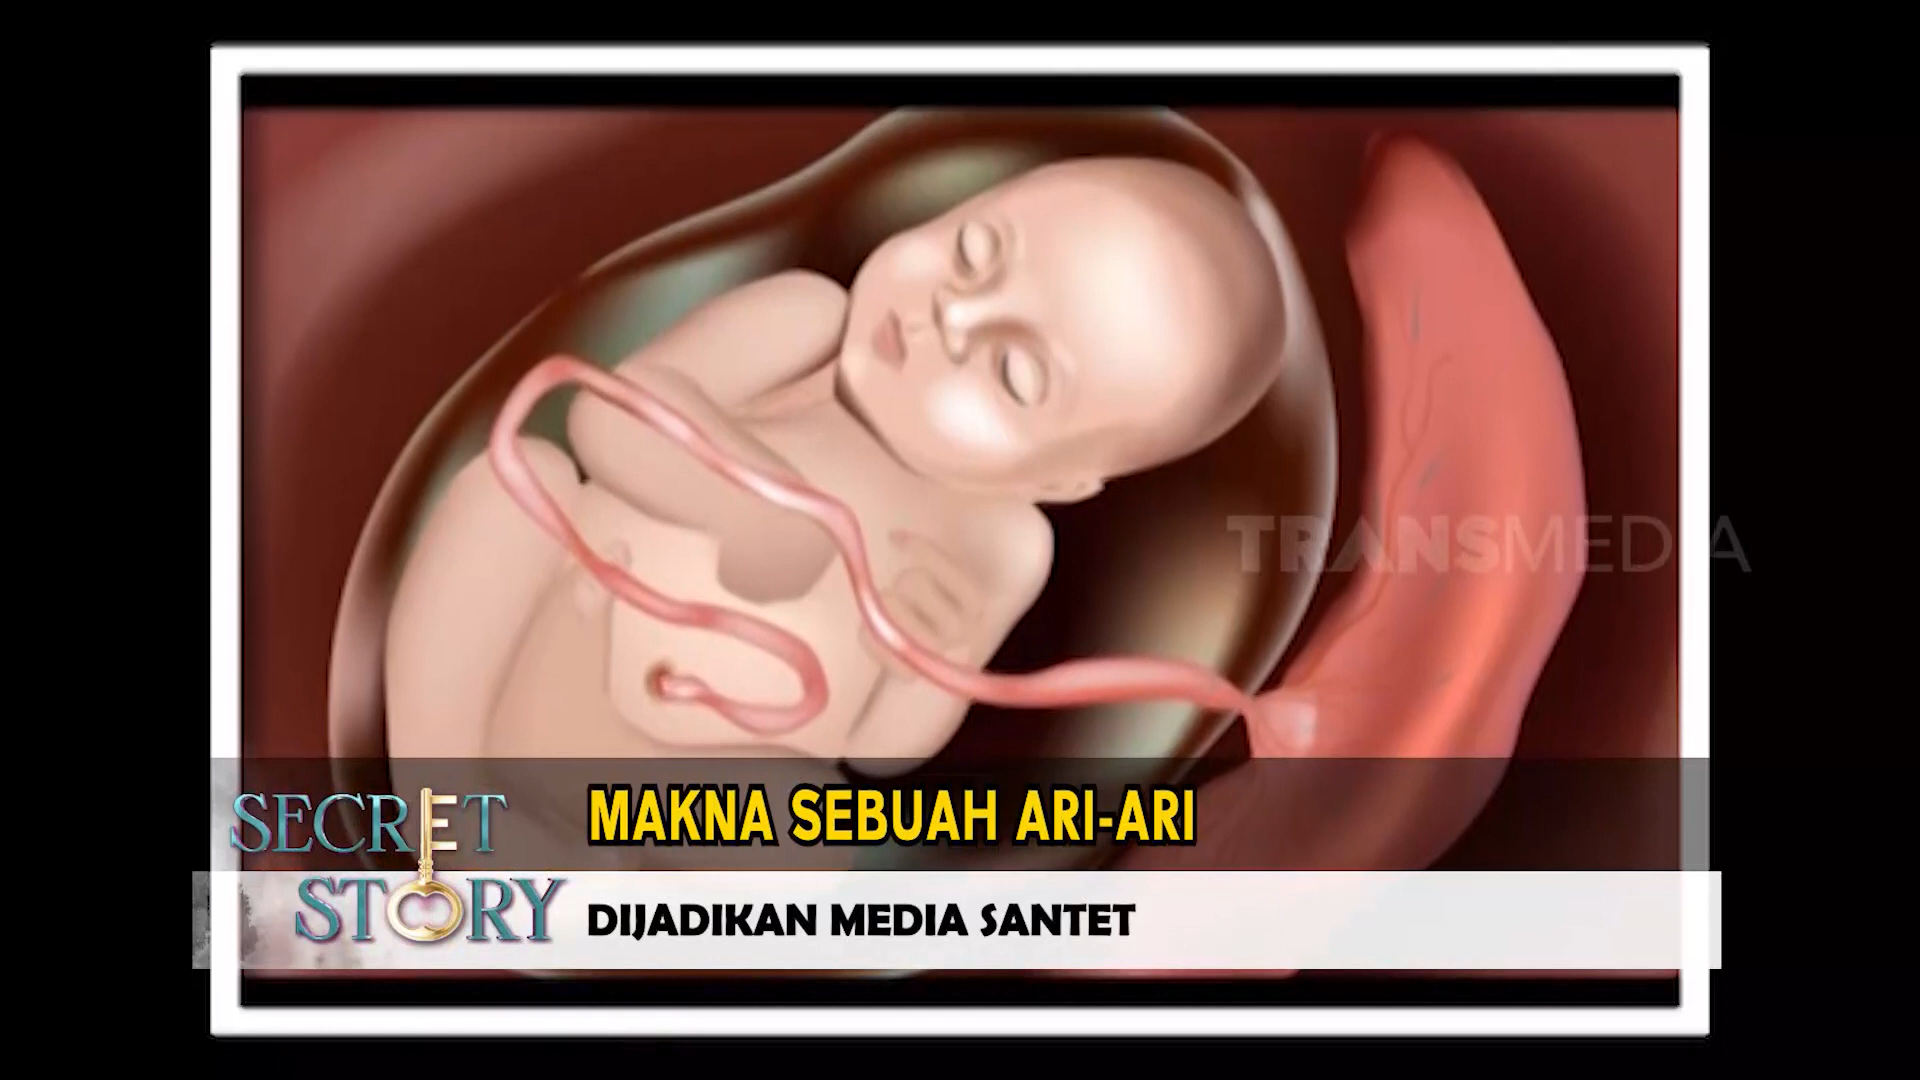 TRANSMEDIA
SECRET
STORY
MAKNA SEBUAH ARI-ARI
DIJADIKAN MEDIA SANTET